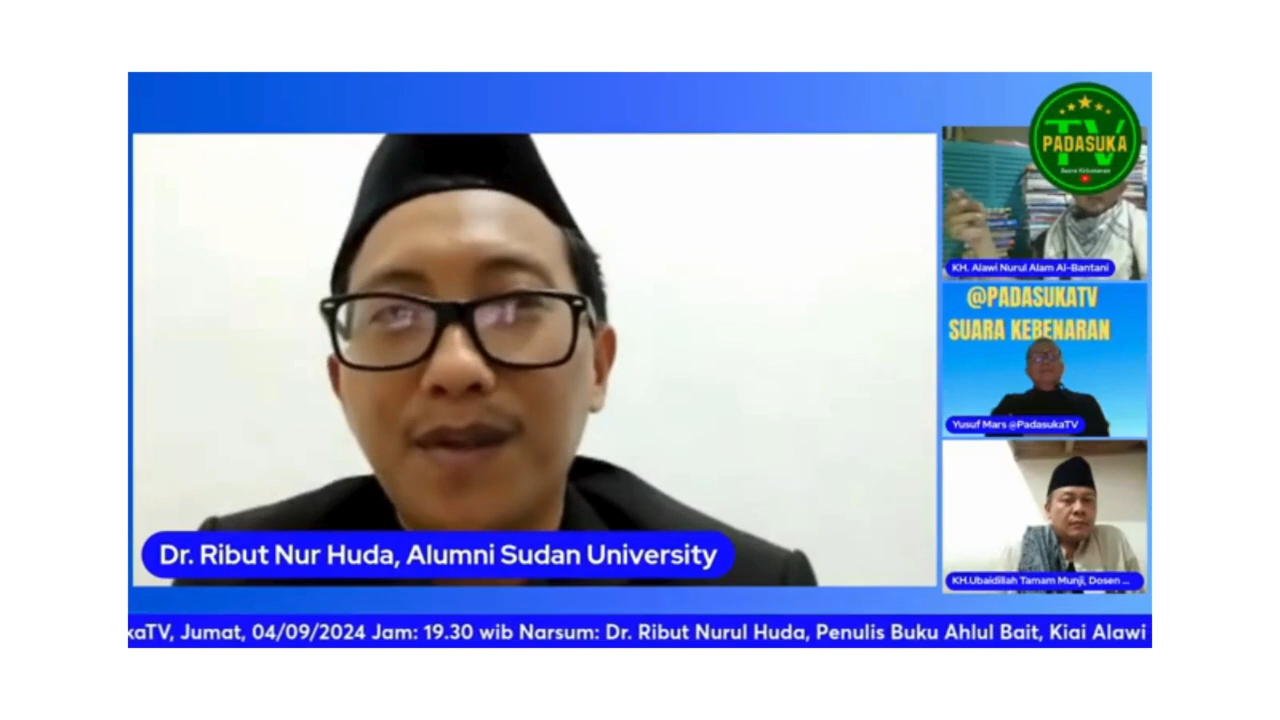 TV
PADASUKA
Suara Kebenaran
KH. Alawi Nurul Alam Al-Bantani
@PADASUKATV
SUARA KEBENARAN
Yusuf Mars @PadasukaTV
Dr. Ribut Nur Huda, Alumni Sudan University
KH.Ubaidillah Tamam Munji, Dosen ...
kaTV, Jumat, 04/09/2024 Jam: 19.30 wib Narsum: Dr. Ribut Nurul Huda, Penulis Buku Ahlul Bait, Kiai Alawi